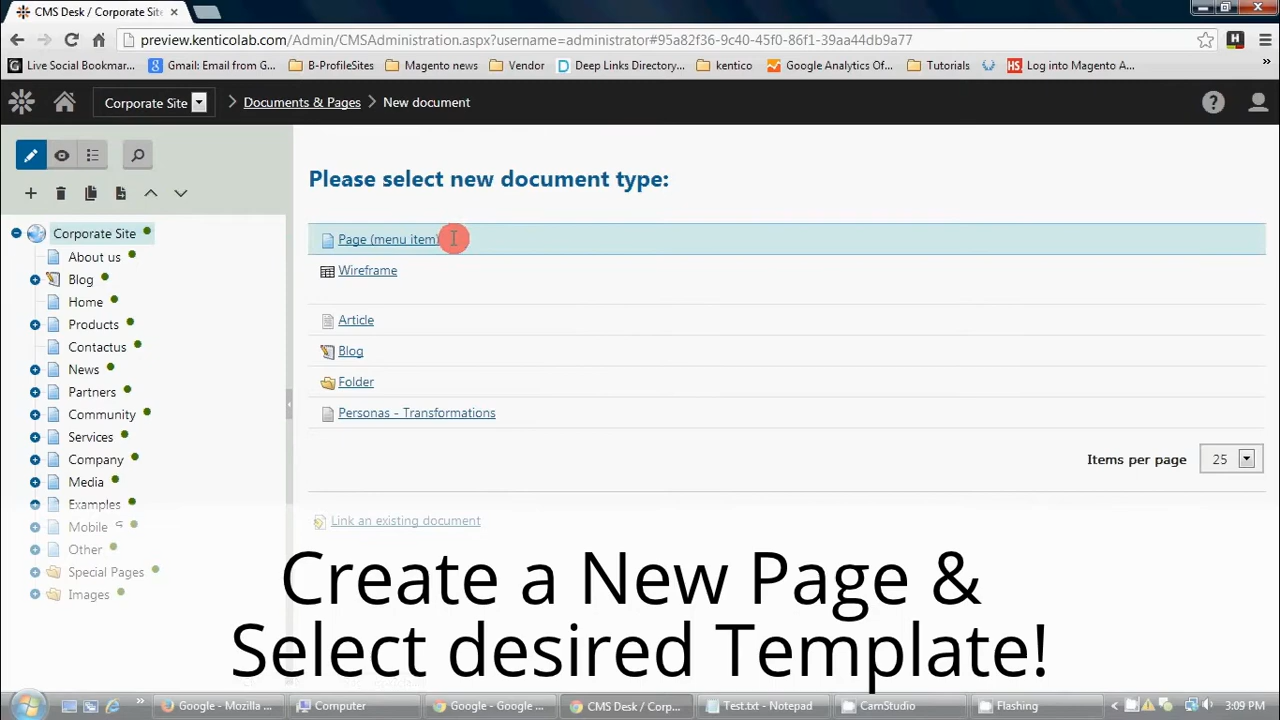 CMS Desk / Corporate Site
preview.kenticolab.com/Admin/CMSAdministration.aspx?username=administrator#95a82f36-9c40-45f0-86f1-39aa44db9a77
Live Social Bookmar... Gmail: Email from G... B-ProfileSites Magento news Vendor Deep Links Directory... kentico Google Analytics Of... Tutorials HS Log into Magento A... »
Corporate Site Documents & Pages New document
Please select new document type:
Page (menu item)
Wireframe
Article
Blog
Folder
Personas - Transformations
Items per page 25
Link an existing document
Corporate Site
About us
Blog
Home
Products
Contactus
News
Partners
Community
Services
Company
Media
Examples
Mobile
Other
Special Pages
Images
Create a New Page &
Select desired Template!
Google - Mozilla ... Computer Google - Google ... CMS Desk / Corp... Test.txt - Notepad CamStudio Flashing 3:09 PM